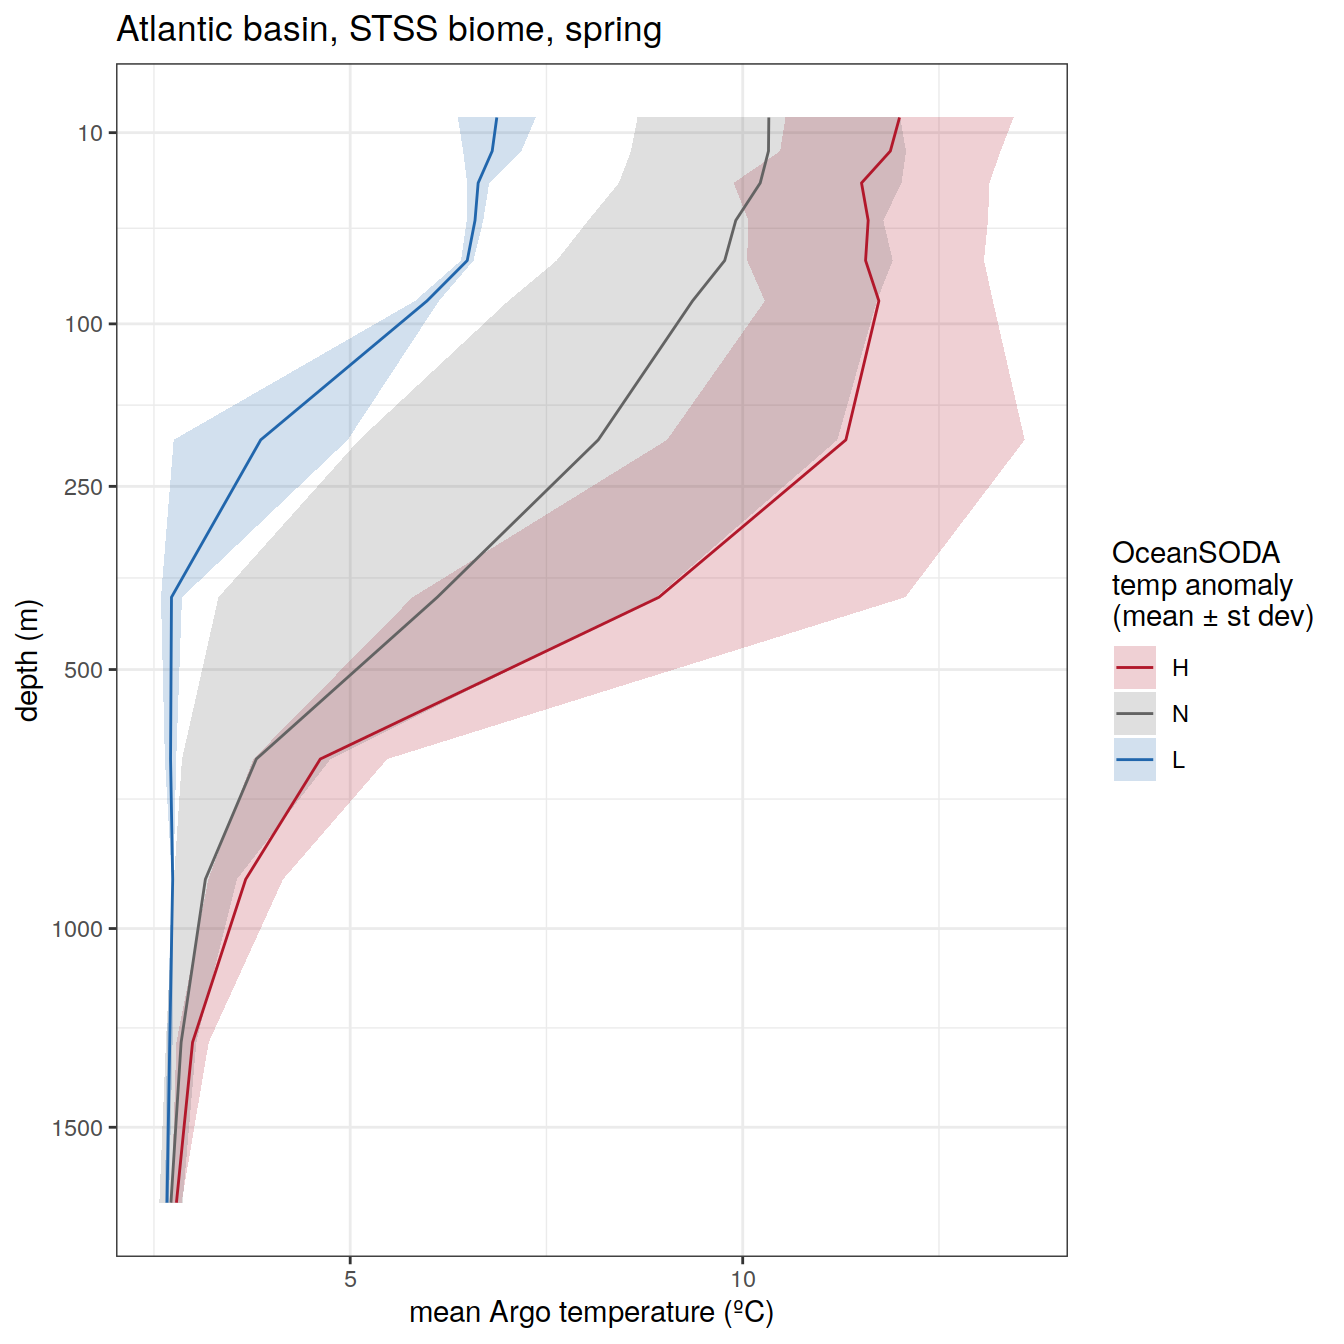 Atlantic basin, STSS biome, spring
10
100
250
500
1000
1500
depth (m)
5
10
mean Argo temperature (ºC)
OceanSODA
temp anomaly
(mean ± st dev)
H
N
L